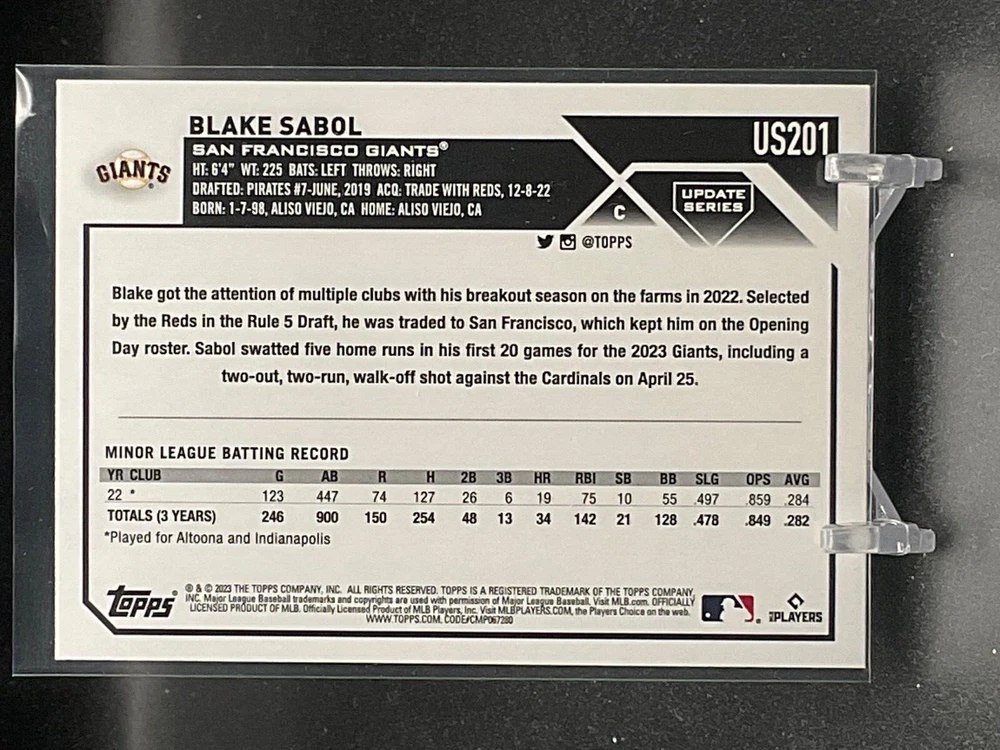 BLAKE SABOL
US201
GIANTS®
SAN FRANCISCO GIANTS®
HT: 6'4" WT: 225 BATS: LEFT THROWS: RIGHT
DRAFTED: PIRATES #7-JUNE, 2019 ACQ: TRADE WITH REDS, 12-8-22
BORN: 1-7-98, ALISO VIEJO, CA HOME: ALISO VIEJO, CA
C
UPDATE
SERIES
@TOPPS
Blake got the attention of multiple clubs with his breakout season on the farms in 2022. Selected
by the Reds in the Rule 5 Draft, he was traded to San Francisco, which kept him on the Opening
Day roster. Sabol swatted five home runs in his first 20 games for the 2023 Giants, including a
two-out, two-run, walk-off shot against the Cardinals on April 25.
MINOR LEAGUE BATTING RECORD
YR CLUB G AB R H 2B 3B HR RBI SB BB SLG OPS AVG
22 * 123 447 74 127 26 6 19 75 10 55 .497 .859 .284
TOTALS (3 YEARS) 246 900 150 254 48 13 34 142 21 128 .478 .849 .282
*Played for Altoona and Indianapolis
TOPPS
® & © 2023 THE TOPPS COMPANY, INC. ALL RIGHTS RESERVED. TOPPS IS A REGISTERED TRADEMARK OF THE TOPPS COMPANY,
INC. Major League Baseball trademarks and copyrights are used with permission of Major League Baseball. Visit MLB.com. OFFICIALLY
LICENSED PRODUCT OF MLB. Officially Licensed Product of MLB Players, Inc. Visit MLBPLAYERS.COM, the Players Choice on the web.
WWW.TOPPS.COM. CODE#CMP067280
MLBPLAYERS